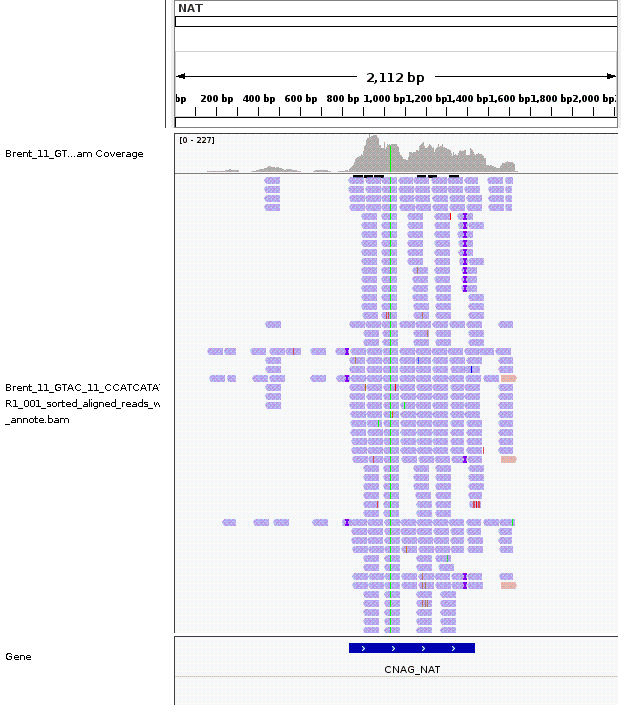 NAT
2,112 bp
bp 200 bp 400 bp 600 bp 800 bp 1,000 bp 1,200 bp 1,400 bp 1,600 bp 1,800 bp 2,000 bp
[0 - 227]
Brent_11_GT...am Coverage
Brent_11_GTAC_11_CCATCATA
R1_001_sorted_aligned_reads_w
_annote.bam
Gene
CNAG_NAT